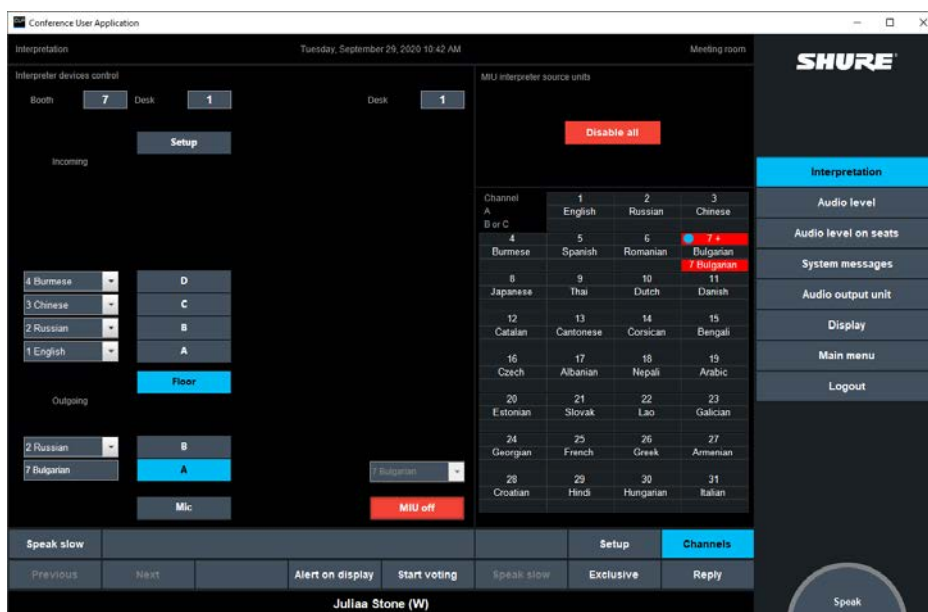 Conference User Application
Interpretation Tuesday, September 29, 2020 10:42 AM Meeting room
SHURE
Interpreter devices control
Booth 7 Desk 1 Desk 1
Setup
Incoming
4 Burmese D
3 Chinese C
2 Russian B
1 English A
Floor
Outgoing
2 Russian B
7 Bulgarian A 7 Bulgarian
Mic MIU off
MIU interpreter source units
Disable all
Channel 1 2 3
A English Russian Chinese
B or C
4 5 6 7 +
Burmese Spanish Romanian Bulgarian
7 Bulgarian
8 9 10 11
Japanese Thai Dutch Danish
12 13 14 15
Catalan Cantonese Corsican Bengali
16 17 18 19
Czech Albanian Nepali Arabic
20 21 22 23
Estonian Slovak Lao Galician
24 25 26 27
Georgian French Greek Armenian
28 29 30 31
Croatian Hindi Hungarian Italian
Interpretation
Audio level
Audio level on seats
System messages
Audio output unit
Display
Main menu
Logout
Speak slow Setup Channels
Previous Next Alert on display Start voting Speak slow Exclusive Reply
Juliaa Stone (W)
Speak